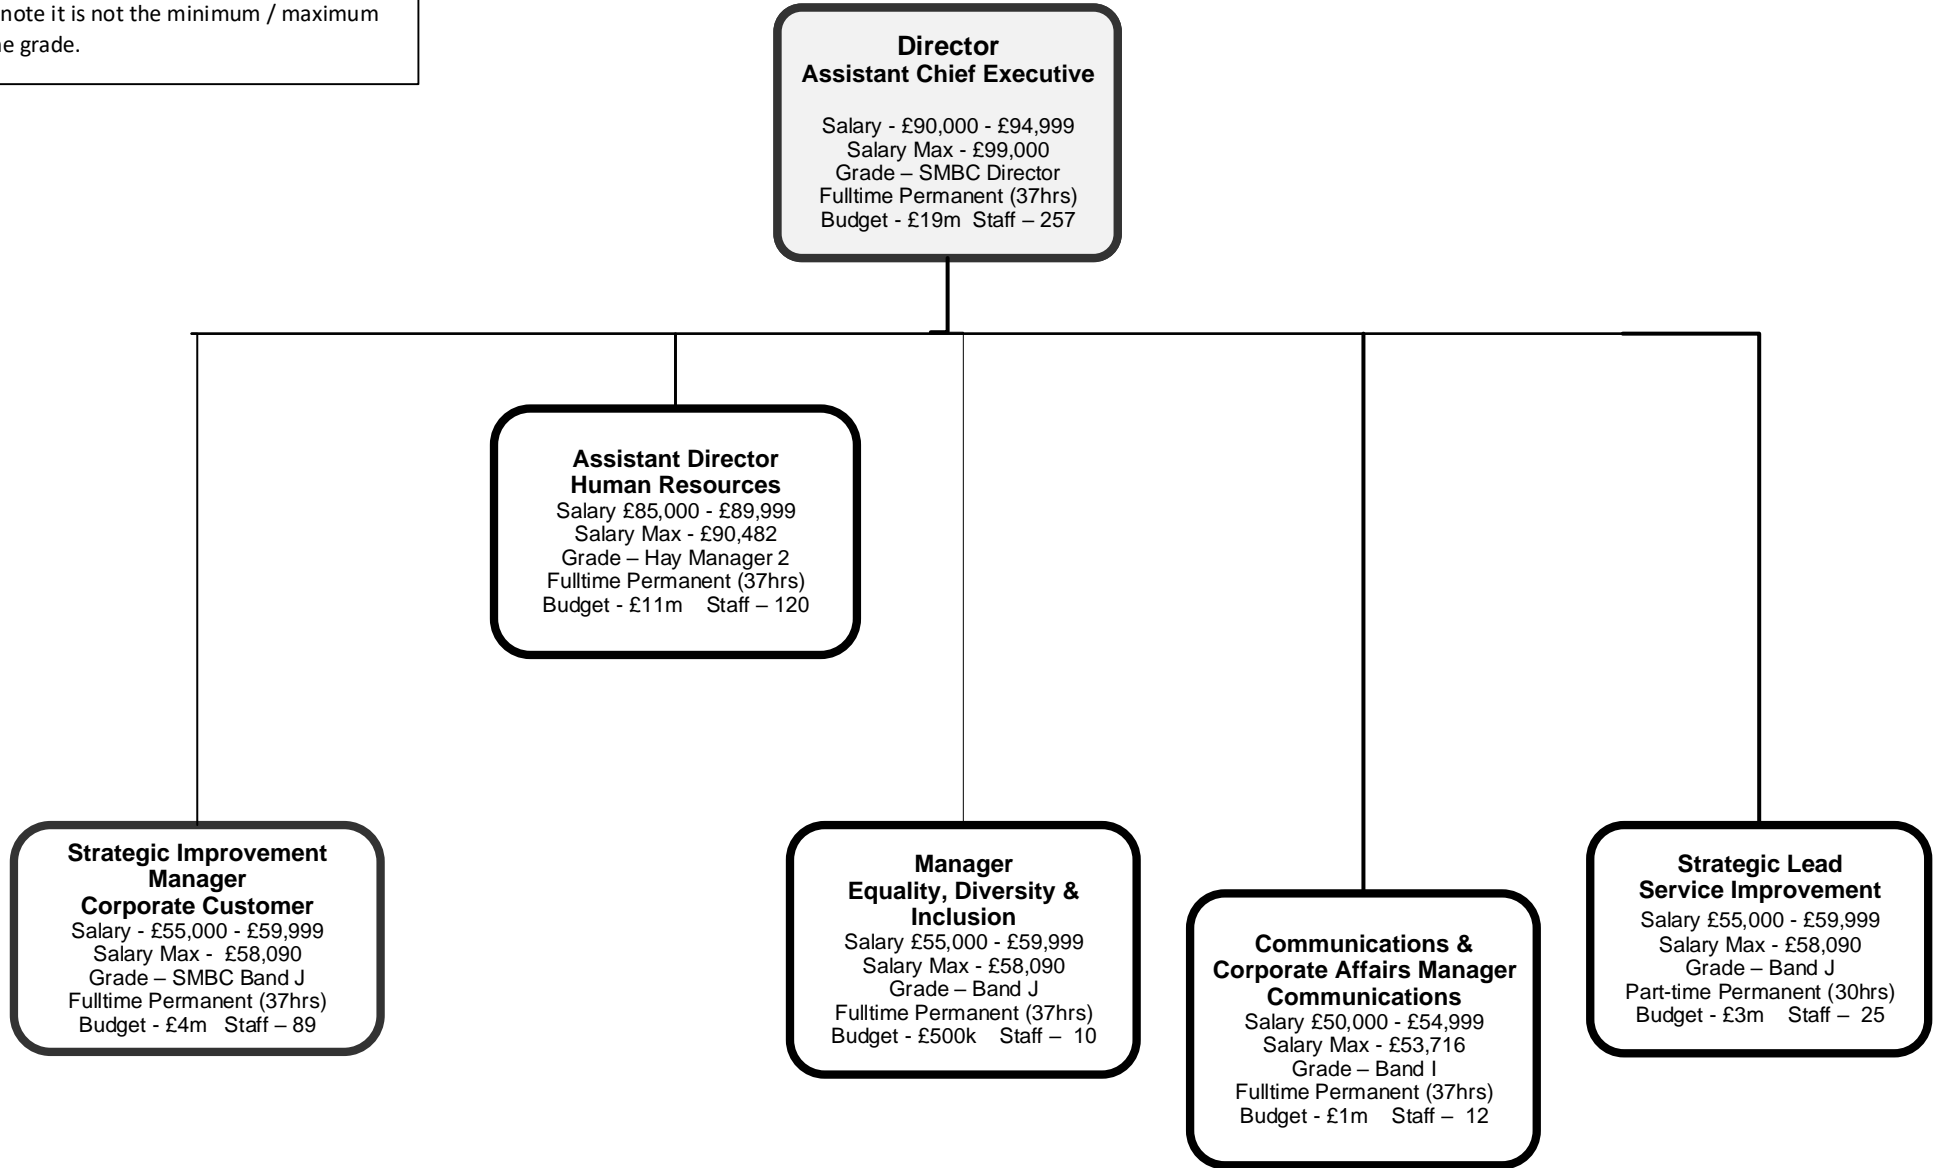 note it is not the minimum / maximum
grade.
Director
Assistant Chief Executive
Salary - £90,000 - £94,999
Salary Max - £99,000
Grade – SMBC Director
Fulltime Permanent (37hrs)
Budget - £19m Staff – 257
Assistant Director
Human Resources
Salary £85,000 - £89,999
Salary Max - £90,482
Grade – Hay Manager 2
Fulltime Permanent (37hrs)
Budget - £11m Staff – 120
Strategic Improvement
Manager
Corporate Customer
Salary - £55,000 - £59,999
Salary Max - £58,090
Grade – SMBC Band J
Fulltime Permanent (37hrs)
Budget - £4m Staff – 89
Manager
Equality, Diversity &
Inclusion
Salary £55,000 - £59,999
Salary Max - £58,090
Grade – Band J
Fulltime Permanent (37hrs)
Budget - £500k Staff – 10
Communications &
Corporate Affairs Manager
Communications
Salary £50,000 - £54,999
Salary Max - £53,716
Grade – Band I
Fulltime Permanent (37hrs)
Budget - £1m Staff – 12
Strategic Lead
Service Improvement
Salary £55,000 - £59,999
Salary Max - £58,090
Grade – Band J
Part-time Permanent (30hrs)
Budget - £3m Staff – 25